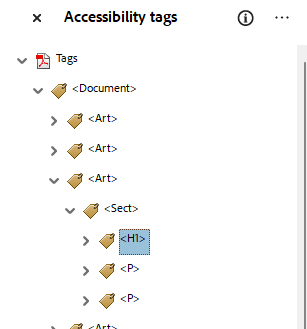 Accessibility tags
Tags
<Document>
<Art>
<Art>
<Art>
<Sect>
<H1>
<P>
<P>
<Art>